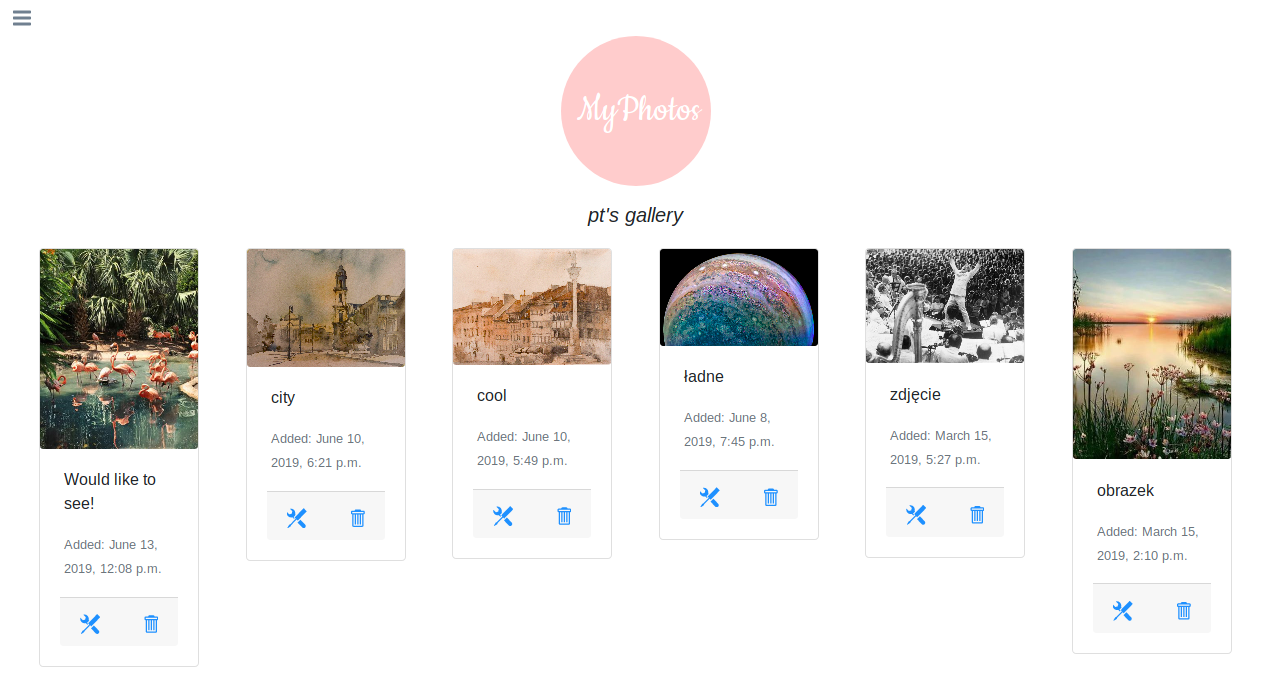 MyPhotos
pt's gallery
Would like to
see!
Added: June 13,
2019, 12:08 p.m.
city
Added: June 10,
2019, 6:21 p.m.
cool
Added: June 10,
2019, 5:49 p.m.
ładne
Added: June 8,
2019, 7:45 p.m.
zdjęcie
Added: March 15,
2019, 5:27 p.m.
obrazek
Added: March 15,
2019, 2:10 p.m.